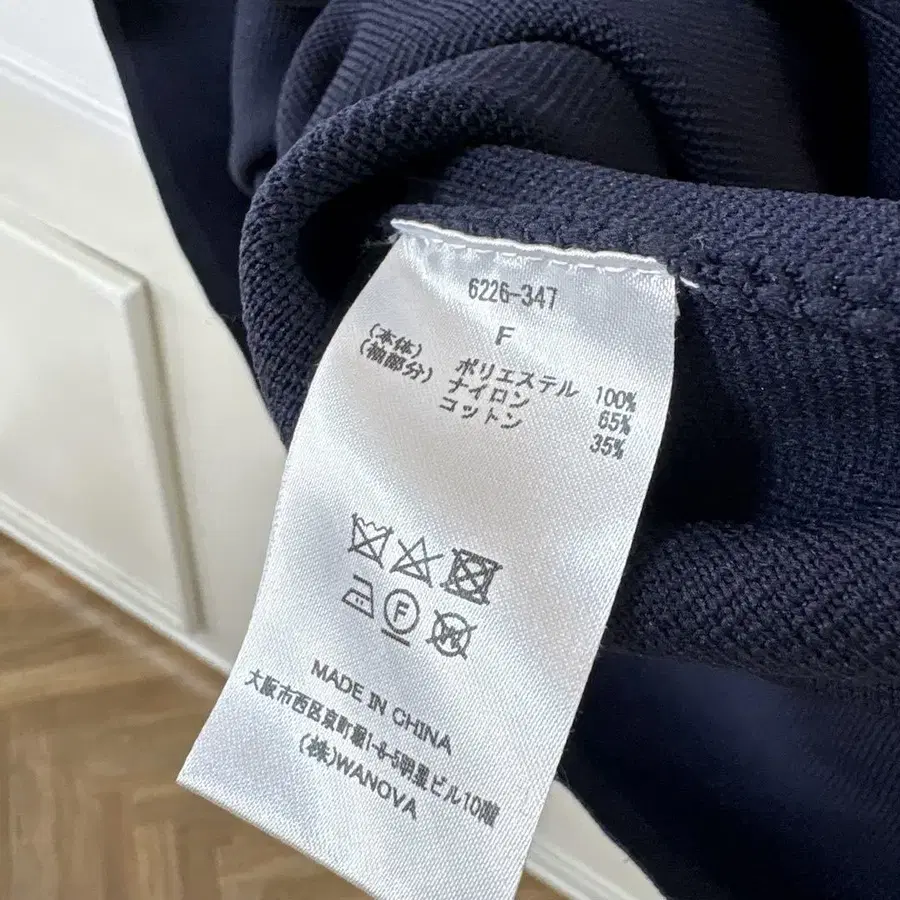 6226-347
F
(本体) ポリエステル 100%
(袖部分) ナイロン 65%
コットン 35%
F
W
MADE IN CHINA
大阪市西区京町堀1-8-5明星ビル10階
(株)WANOVA